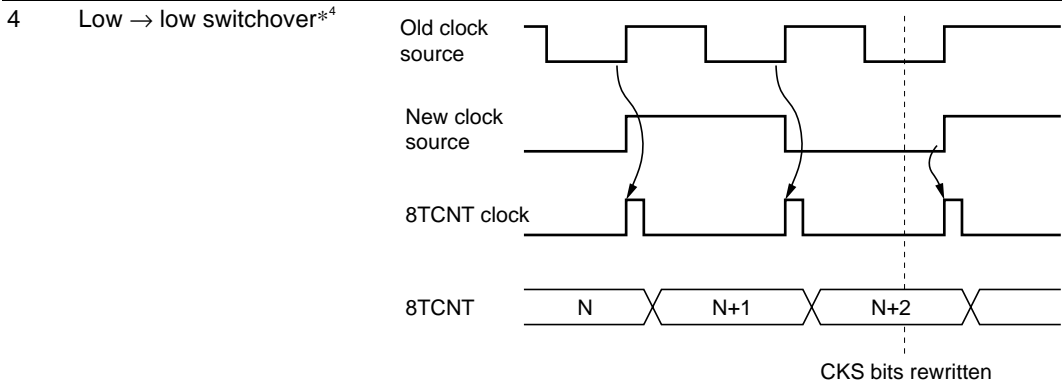 4 Low → low switchover*4
Old clock
source
New clock
source
8TCNT clock
8TCNT
N
N+1
N+2
CKS bits rewritten